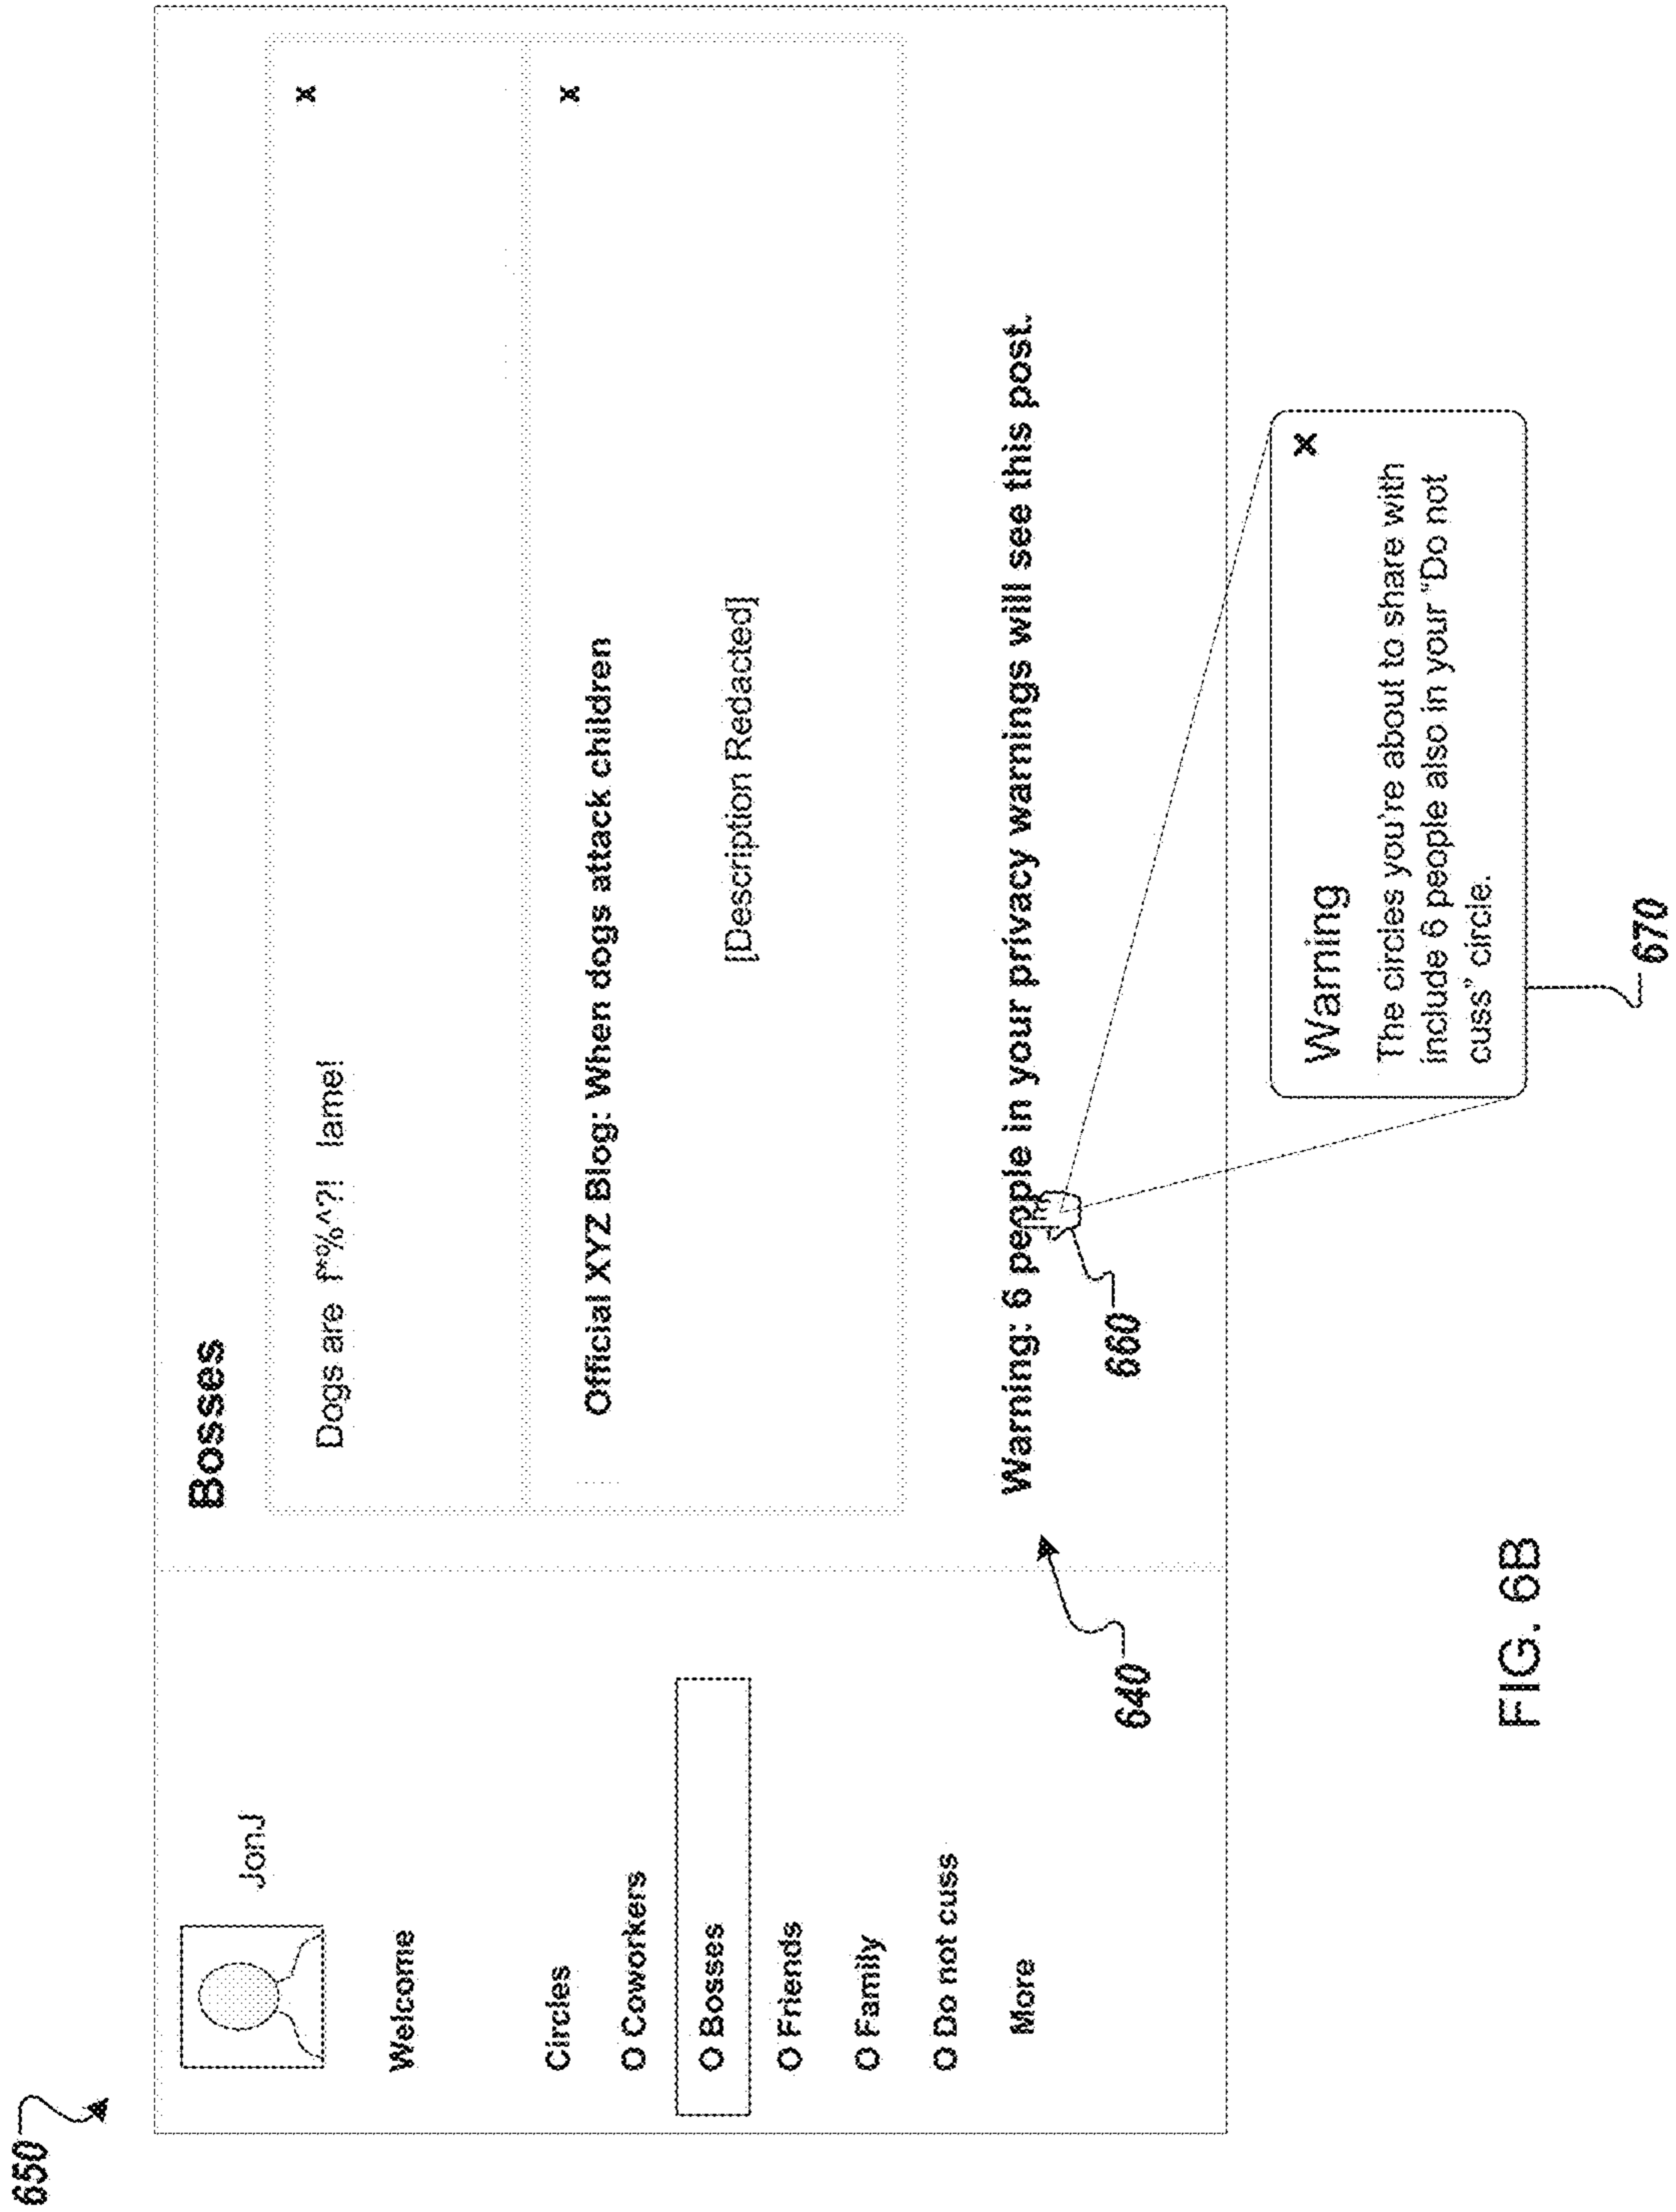 650
JonJ
Welcome
Circles
O Coworkers
O Bosses
O Friends
O Family
O Do not cuss
More
Bosses
x
Dogs are f*%^?! lame!
x
Official XYZ Blog: When dogs attack children
[Description Redacted]
Warning: 6 people in your privacy warnings will see this post.
640
660
Warning
x
The circles you're about to share with
include 6 people also in your "Do not
cuss" circle.
670
FIG. 6B